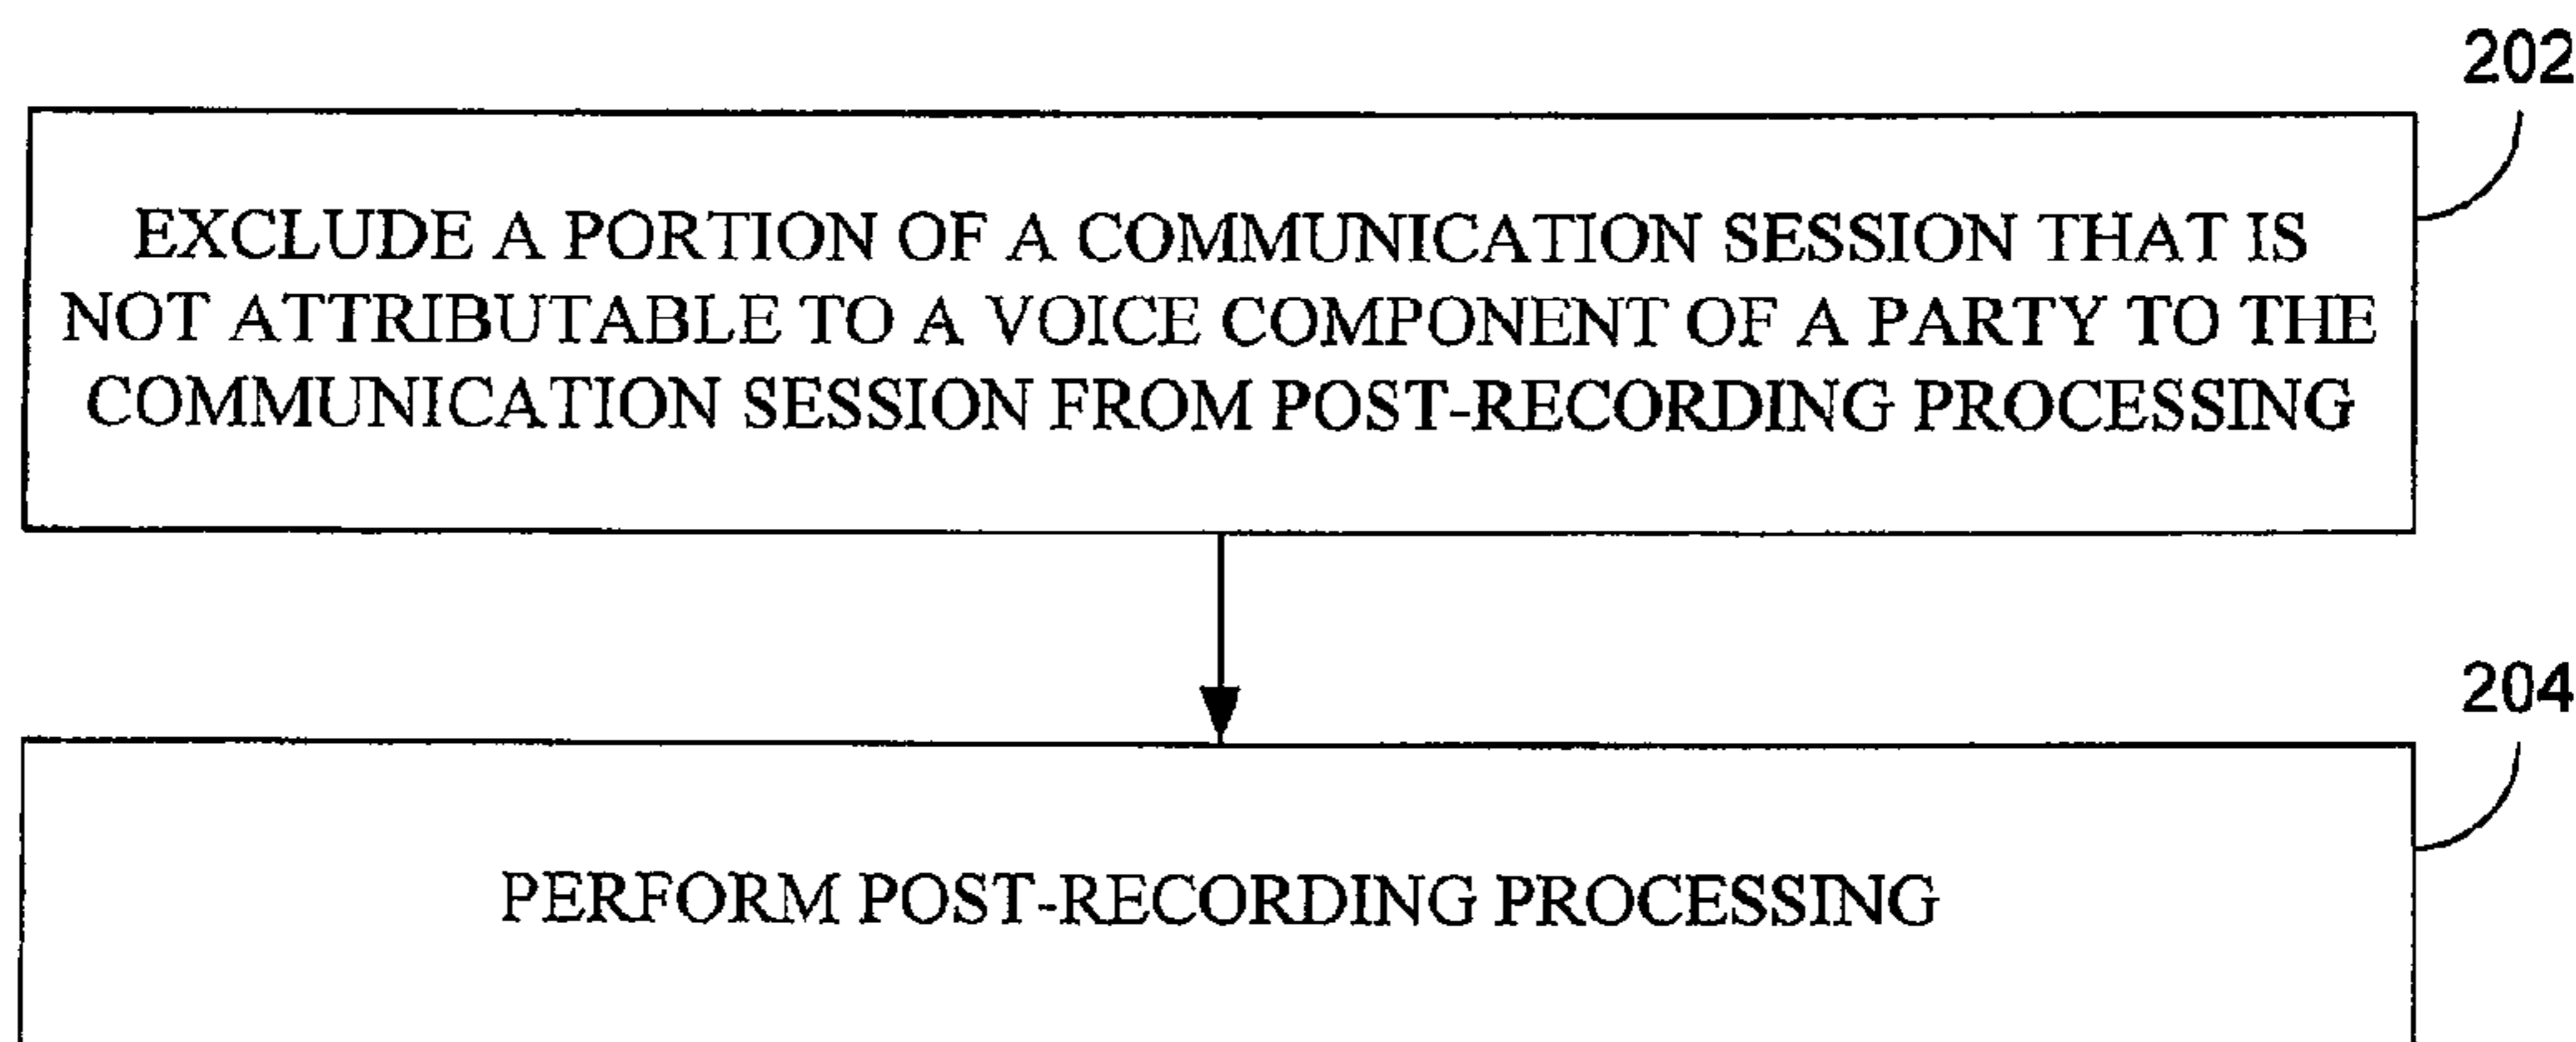 202
EXCLUDE A PORTION OF A COMMUNICATION SESSION THAT IS
NOT ATTRIBUTABLE TO A VOICE COMPONENT OF A PARTY TO THE
COMMUNICATION SESSION FROM POST-RECORDING PROCESSING
204
PERFORM POST-RECORDING PROCESSING